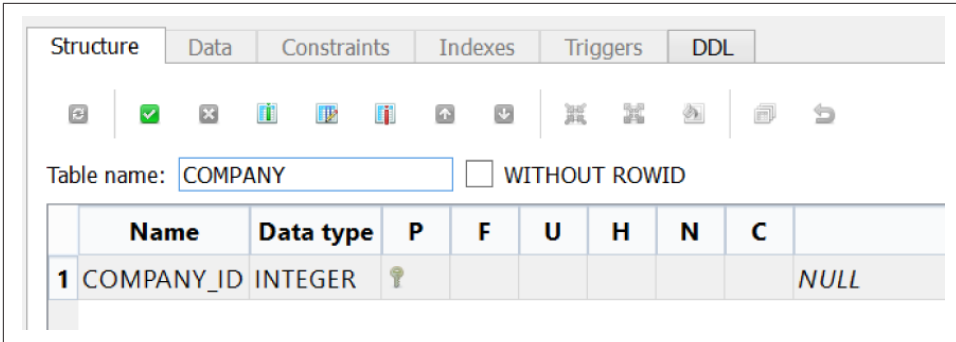 Structure Data Constraints Indexes Triggers DDL
Table name: COMPANY WITHOUT ROWID
Name Data type P F U H N C
1 COMPANY_ID INTEGER NULL